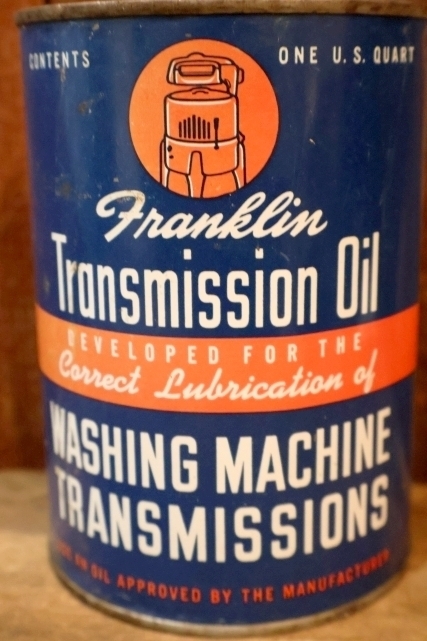 CONTENTS ONE U.S. QUART
Franklin
Transmission Oil
DEVELOPED FOR THE
Correct Lubrication of
WASHING MACHINE
TRANSMISSIONS
AN OIL APPROVED BY THE MANUFACTURER